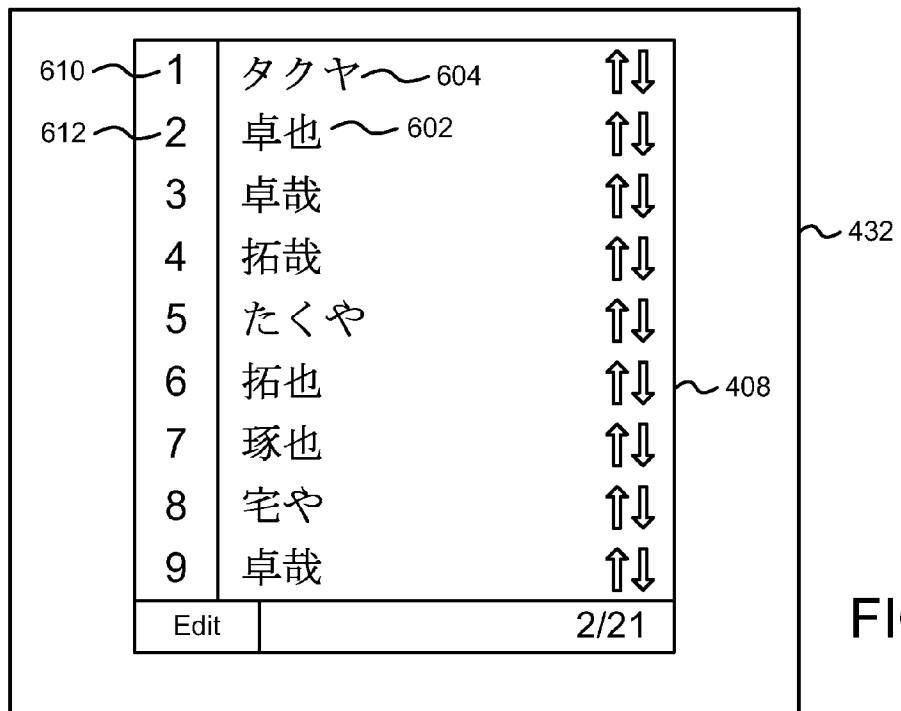 610 1 タクヤ 604 ⇧⇩
612 2 卓也 602 ⇧⇩
3 卓哉 ⇧⇩
432
4 拓哉 ⇧⇩
5 たくや ⇧⇩
6 拓也 ⇧⇩ 408
7 琢也 ⇧⇩
8 宅や ⇧⇩
9 卓哉 ⇧⇩
Edit 2/21